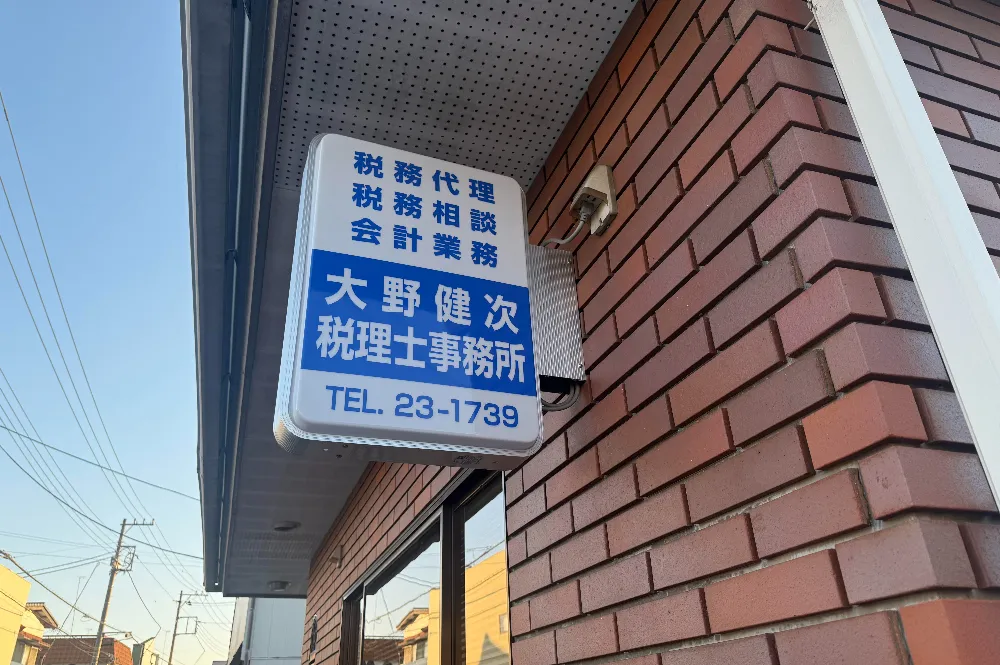 税務代理
税務相談
会計業務
大野健次
税理士事務所
TEL. 23-1739